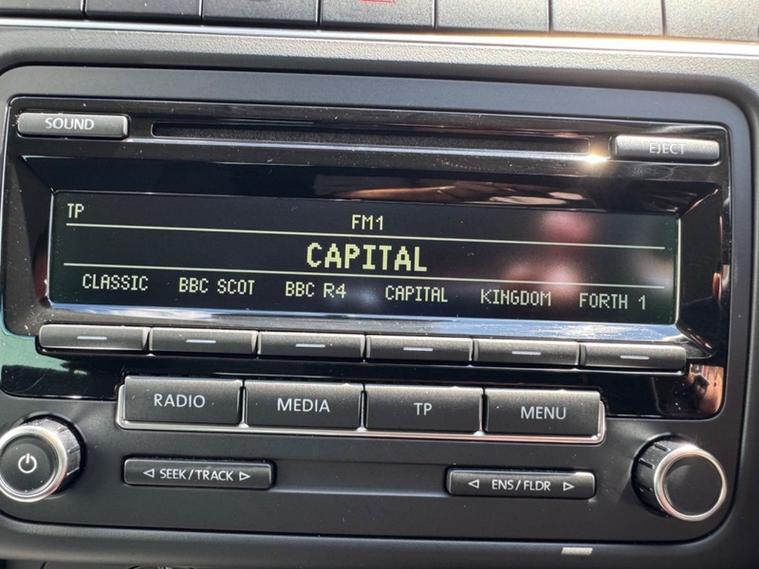 SOUND
EJECT
TP
FM1
CAPITAL
CLASSIC BBC SCOT BBC R4 CAPITAL KINGDOM FORTH 1
RADIO MEDIA TP MENU
SEEK/TRACK ENS/FLDR